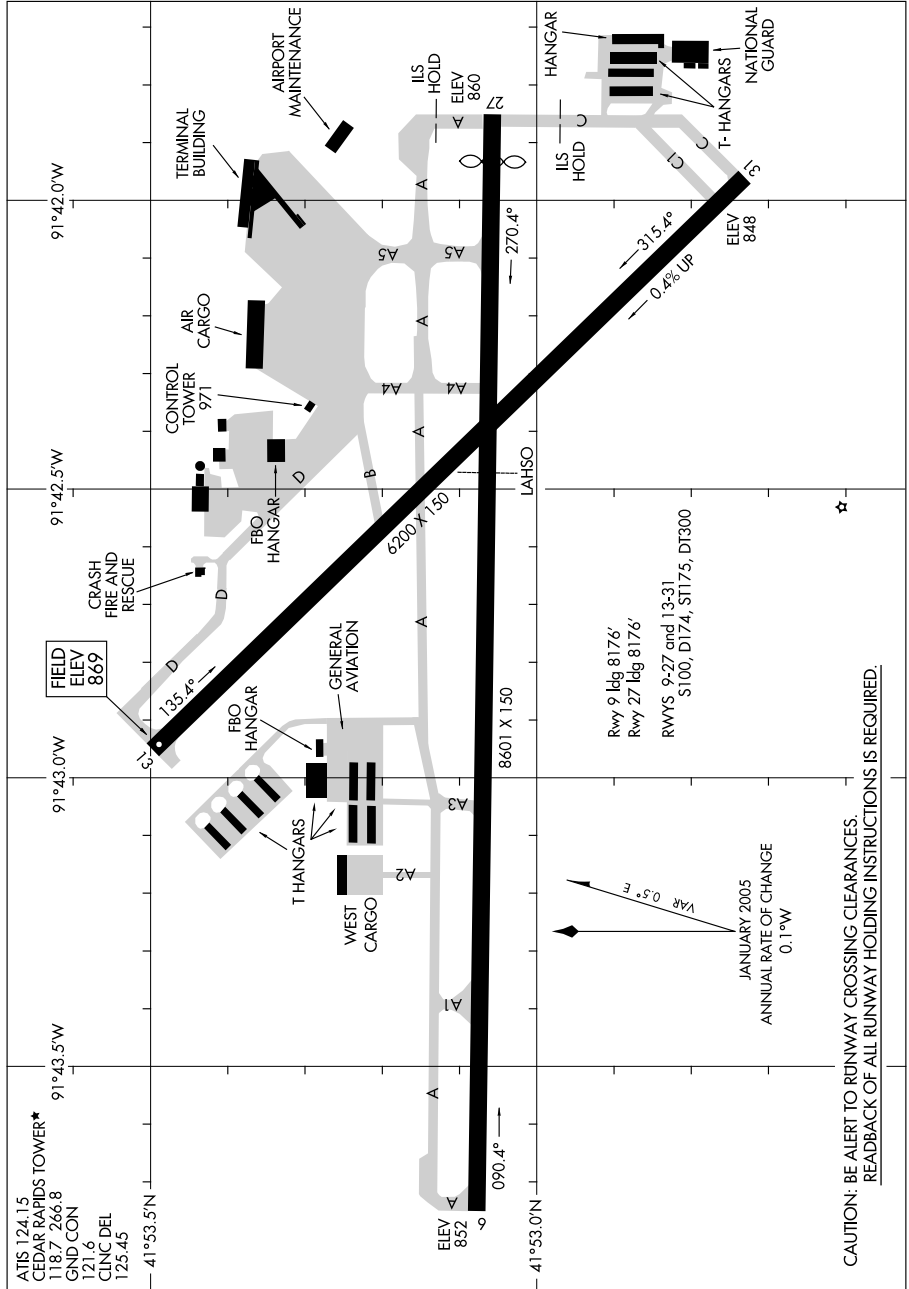 ATIS 124.15
CEDAR RAPIDS TOWER★
118.7 266.8
GND CON
121.6
CLNC DEL
125.45
91°43.5'W
91°43.0'W
91°42.5'W
91°42.0'W
41°53.5'N
41°53.0'N
FIELD
ELEV
869
CRASH
FIRE AND
RESCUE
CONTROL
TOWER
971
AIR
CARGO
TERMINAL
BUILDING
AIRPORT
MAINTENANCE
13
135.4°
D
D
D
FBO
HANGAR
FBO
HANGAR
GENERAL
AVIATION
T HANGARS
WEST
CARGO
A2
B
6200 X 150
A
A
A
A
A
A
A
A1
A3
A4
A4
A5
A5
ILS
HOLD
ELEV
860
27
270.4°
ELEV
852
9
090.4°
8601 X 150
LAHSO
ILS
HOLD
C
C
C1
HANGAR
T- HANGARS
NATIONAL
GUARD
31
ELEV
848
315.4°
0.4% UP
Rwy 9 ldg 8176'
Rwy 27 ldg 8176'
RWYS 9-27 and 13-31
S100, D174, ST175, DT300
VAR 0.5° E
JANUARY 2005
ANNUAL RATE OF CHANGE
0.1°W
CAUTION: BE ALERT TO RUNWAY CROSSING CLEARANCES.
READBACK OF ALL RUNWAY HOLDING INSTRUCTIONS IS REQUIRED.